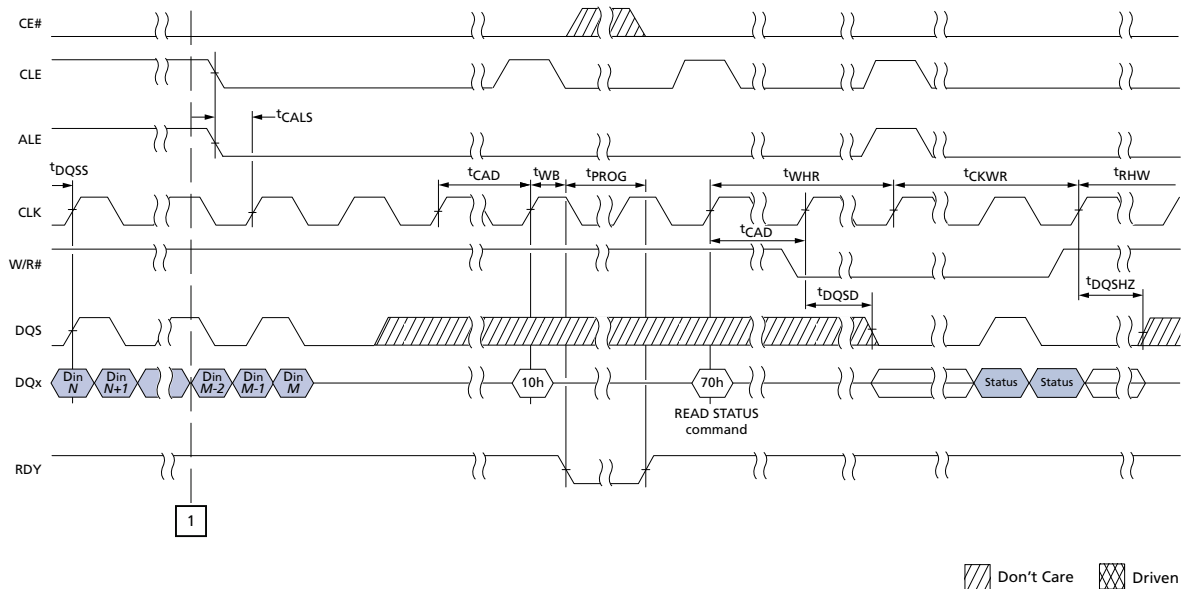 CE#
CLE
tCALS
ALE
tDQSS
tCAD
tWB
tPROG
tWHR
tCKWR
tRHW
CLK
tCAD
W/R#
tDQSD
tDQSHZ
DQS
DQx
Din N
Din N+1
Din M-2
Din M-1
Din M
10h
70h
Status
Status
READ STATUS
command
RDY
1
Don't Care
Driven